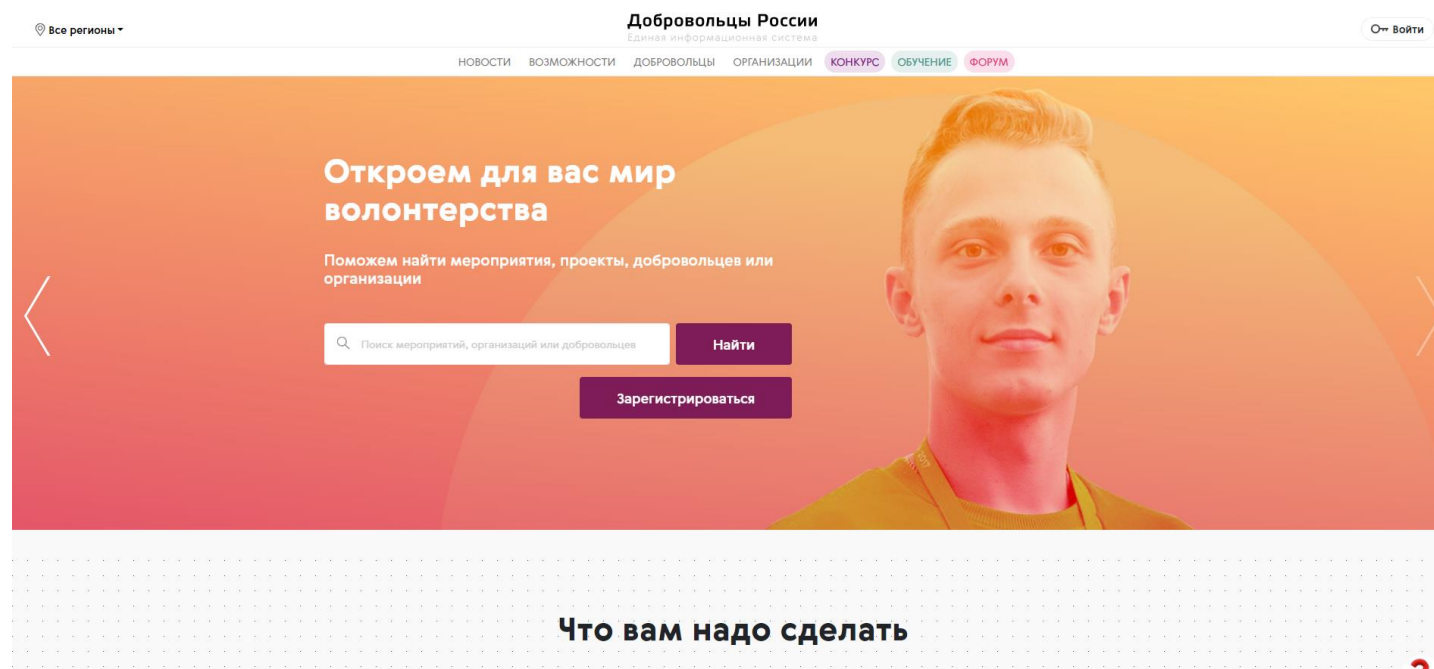 Все регионы
Добровольцы России
Единая информационная система
Войти
НОВОСТИ ВОЗМОЖНОСТИ ДОБРОВОЛЬЦЫ ОРГАНИЗАЦИИ КОНКУРС ОБУЧЕНИЕ ФОРУМ
Откроем для вас мир
волонтерства
Поможем найти мероприятия, проекты, добровольцев или
организации
Поиск мероприятий, организаций или добровольцев
Найти
Зарегистрироваться
2017
Что вам надо сделать